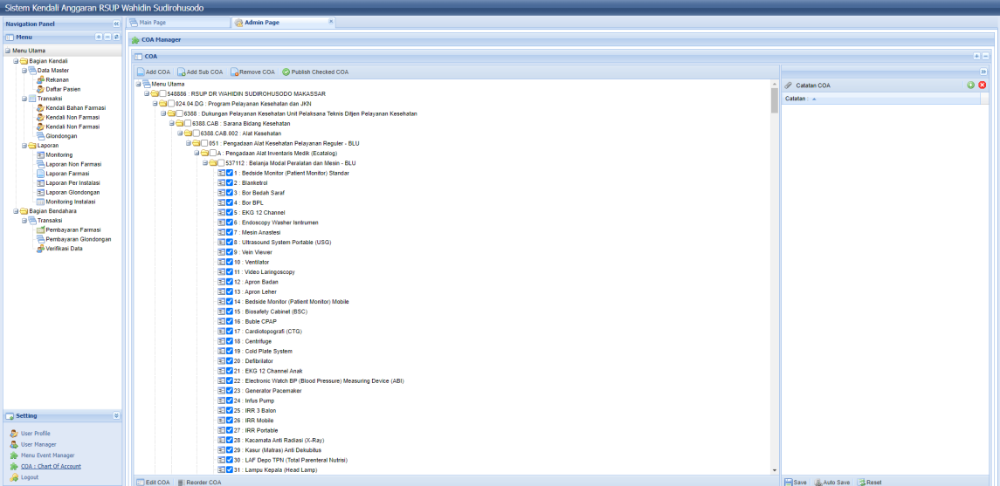 Sistem Kendali Anggaran RSUP Wahidin Sudirohusodo
Navigation Panel
Main Page
Admin Page
Menu
COA Manager
Menu Utama
Bagian Kendali
Data Master
Rekanan
Daftar Pasien
Transaksi
Kendali Bahan Farmasi
Kendali Non Farmasi
Kendali Non Farmasi
Glondongan
Laporan
Monitoring
Laporan Non Farmasi
Laporan Farmasi
Laporan Per Instalasi
Laporan Glondongan
Monitoring Instalasi
Bagian Bendahara
Transaksi
Pembayaran Farmasi
Pembayaran Glondongan
Verifikasi Data
Setting
User Profile
User Manager
Menu Event Manager
COA : Chart Of Account
Logout
COA
Add COA Add Sub COA Remove COA Publish Checked COA
Menu Utama
548886 : RSUP DR WAHIDIN SUDIROHUSODO MAKASSAR
024.04.DG : Program Pelayanan Kesehatan dan JKN
6388 : Dukungan Pelayanan Kesehatan Unit Pelaksana Teknis Ditjen Pelayanan Kesehatan
6388.CAB : Sarana Bidang Kesehatan
6388.CAB.002 : Alat Kesehatan
051 : Pengadaan Alat Kesehatan Pelayanan Reguler - BLU
A : Pengadaan Alat Inventaris Medik (Ecatalog)
537112 : Belanja Modal Peralatan dan Mesin - BLU
1 : Bedside Monitor (Patient Monitor) Standar
2 : Blanketrol
3 : Bor Bedah Saraf
4 : Bor BPL
5 : EKG 12 Channel
6 : Endoscopy Washer Isntrumen
7 : Mesin Anastesi
8 : Ultrasound System Portable (USG)
9 : Vein Viewer
10 : Ventilator
11 : Video Laringoscopy
12 : Apron Badan
13 : Apron Leher
14 : Bedside Monitor (Patient Monitor) Mobile
15 : Biosafety Cabinet (BSC)
16 : Buble CPAP
17 : Cardiotopografi (CTG)
18 : Centrifuge
19 : Cold Plate System
20 : Defibrilator
21 : EKG 12 Channel Anak
22 : Electronic Watch BP (Blood Pressure) Measuring Device (ABI)
23 : Generator Pacemaker
24 : Infus Pump
25 : IRR 3 Balon
26 : IRR Mobile
27 : IRR Portable
28 : Kacamata Anti Radiasi (X-Ray)
29 : Kasur (Matras) Anti Dekubitus
30 : LAF Depo TPN (Total Parenteral Nutrisi)
31 : Lampu Kepala (Head Lamp)
Edit COA Reorder COA
Catatan COA
Catatan :
Save Auto Save Reset